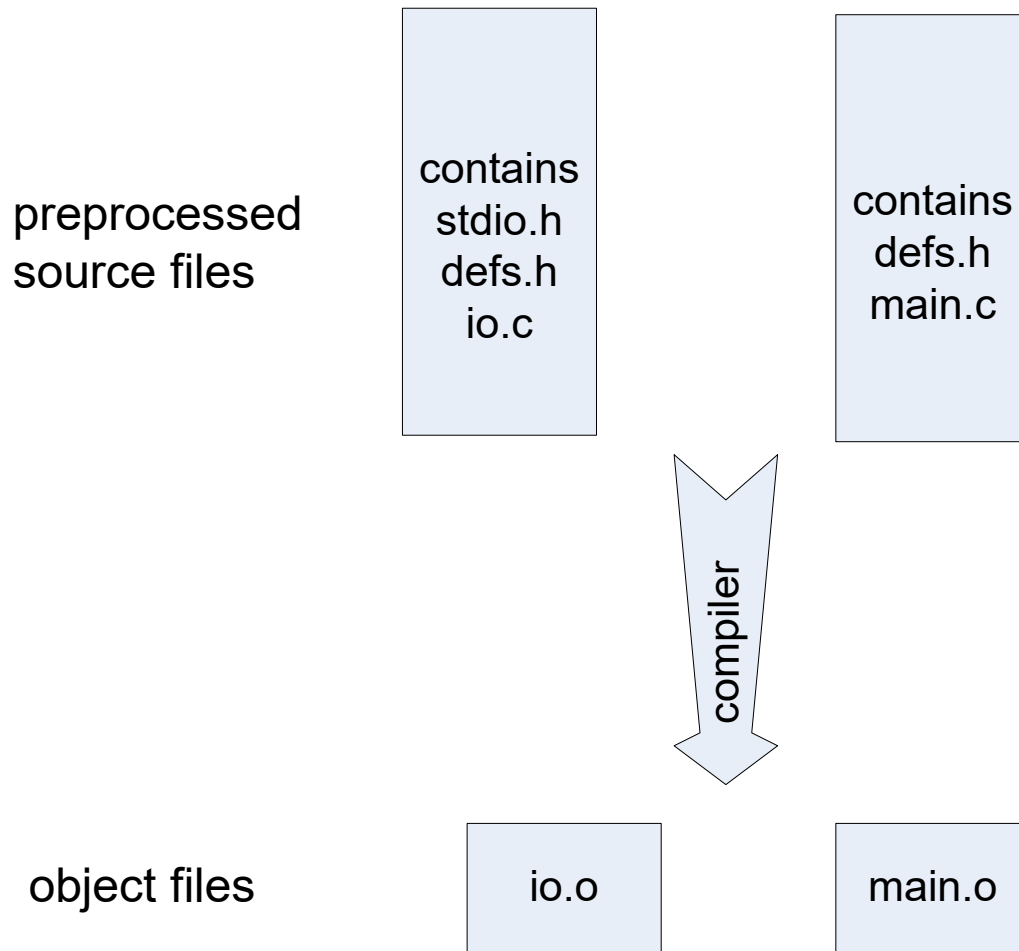 preprocessed
source files
contains
stdio.h
defs.h
io.c
contains
defs.h
main.c
compiler
object files
io.o
main.o